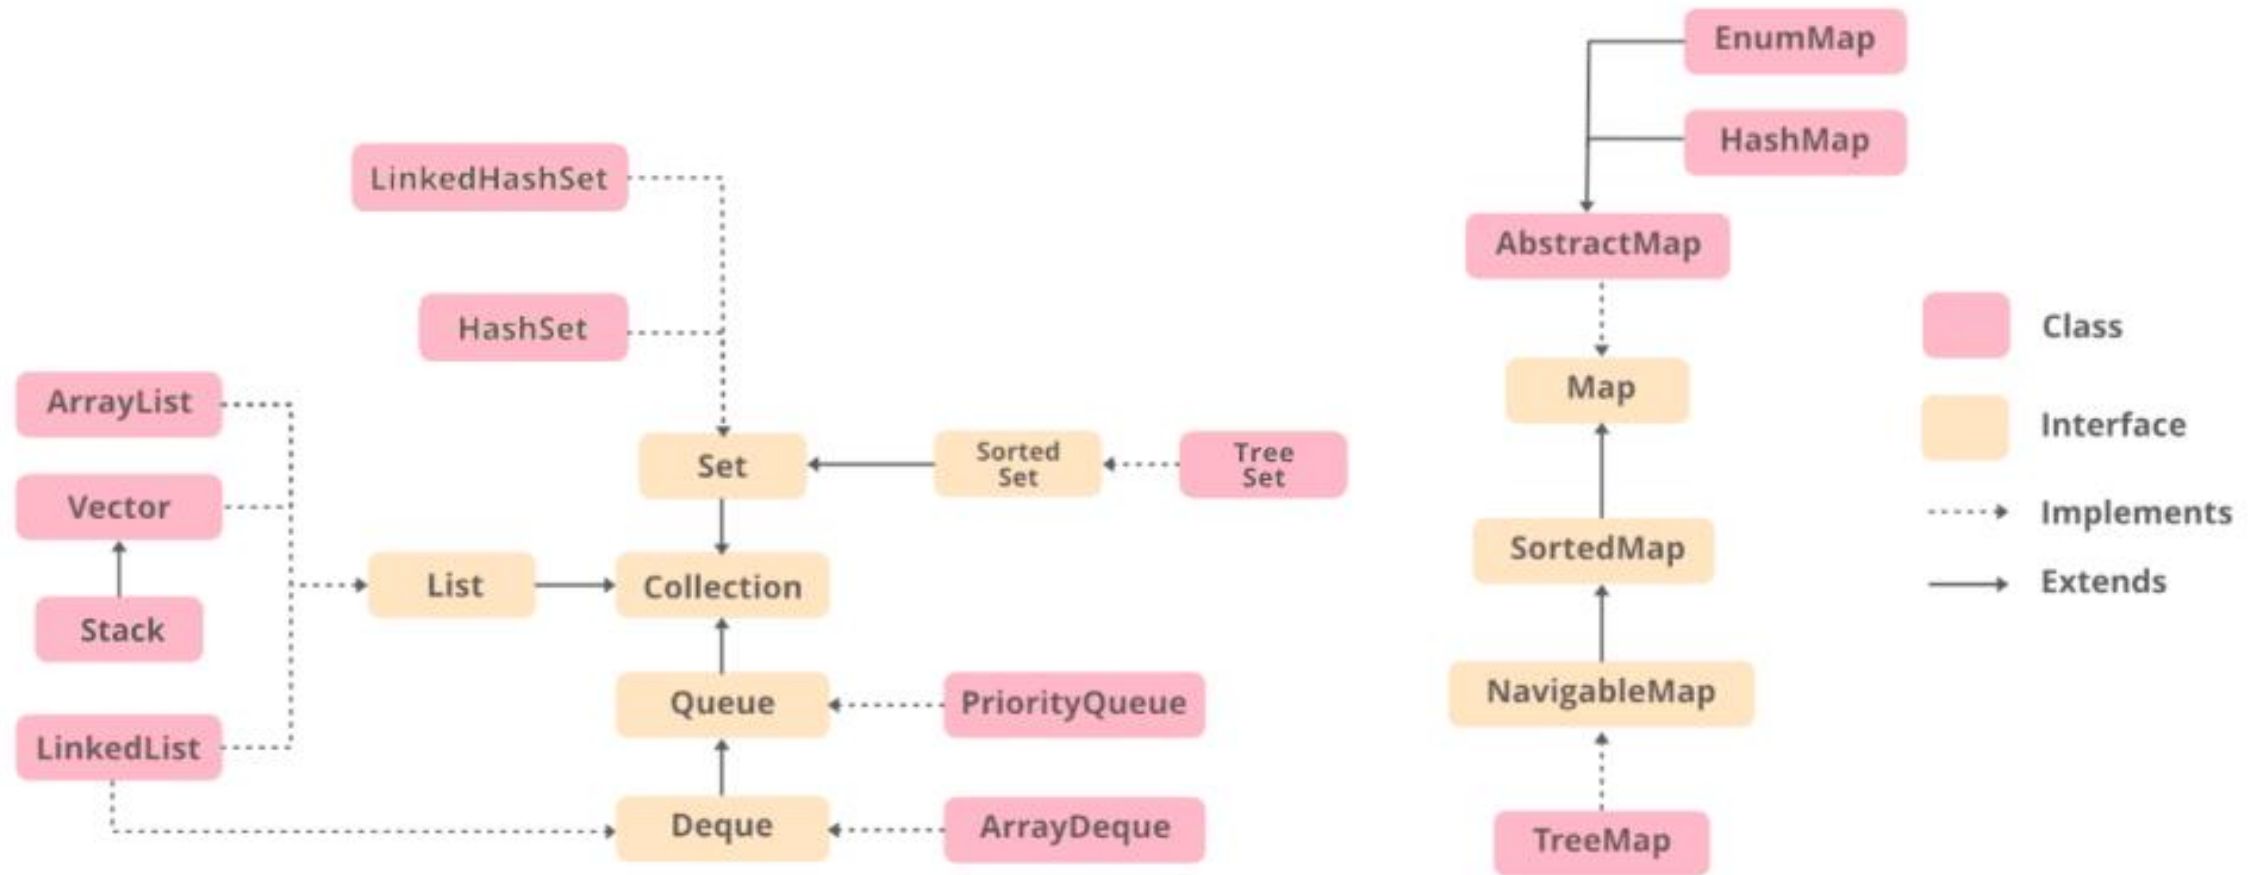 EnumMap
HashMap
LinkedHashSet
AbstractMap
HashSet
Class
ArrayList
Map
Interface
Set
Sorted
Set
Tree
Set
Vector
Implements
SortedMap
List
Collection
Extends
Stack
Queue
PriorityQueue
NavigableMap
LinkedList
Deque
ArrayDeque
TreeMap